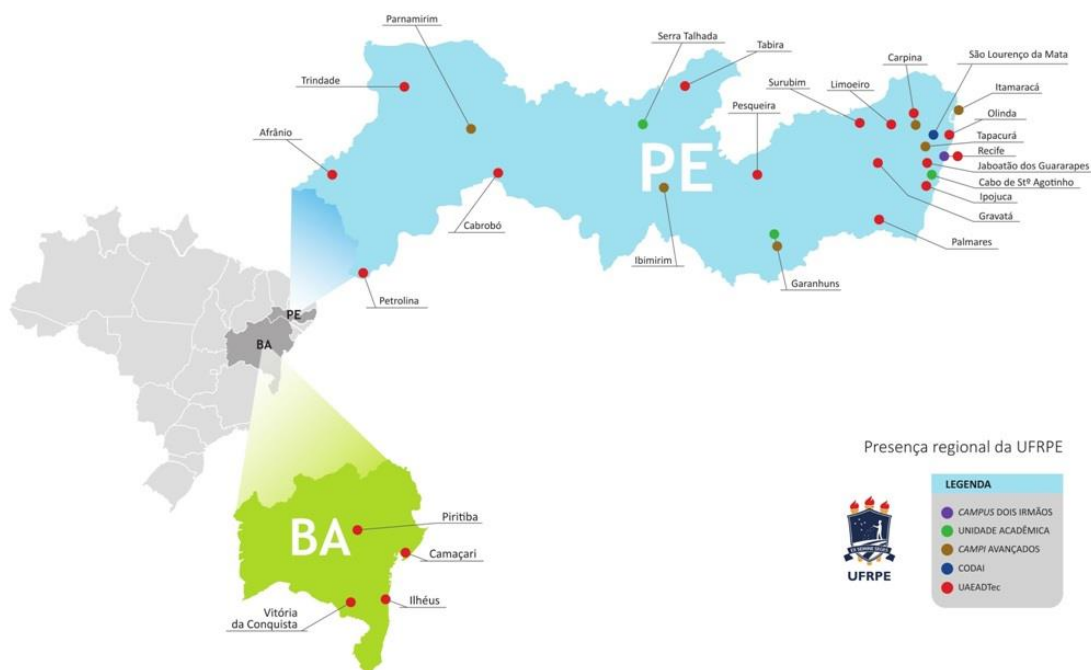 Parnamirim
Serra Talhada
Tabira
Carpina
São Lourenço da Mata
Trindade
Surubim
Limoeiro
Itamaracá
Pesqueira
Olinda
Afrânio
Tapacurá
PE
Recife
Jaboatão dos Guararapes
Cabo de Stº Agotinho
Ipojuca
Cabrobó
Gravatá
Palmares
Ibimirim
Garanhuns
Petrolina
PE
BA
Presença regional da UFRPE
LEGENDA
CAMPUS DOIS IRMÃOS
UNIDADE ACADÊMICA
CAMPI AVANÇADOS
CODAI
UAEADTec
EX SEMINE SEGES
UFRPE
BA
Piritiba
Camaçari
Vitória
da Conquista
Ilhéus